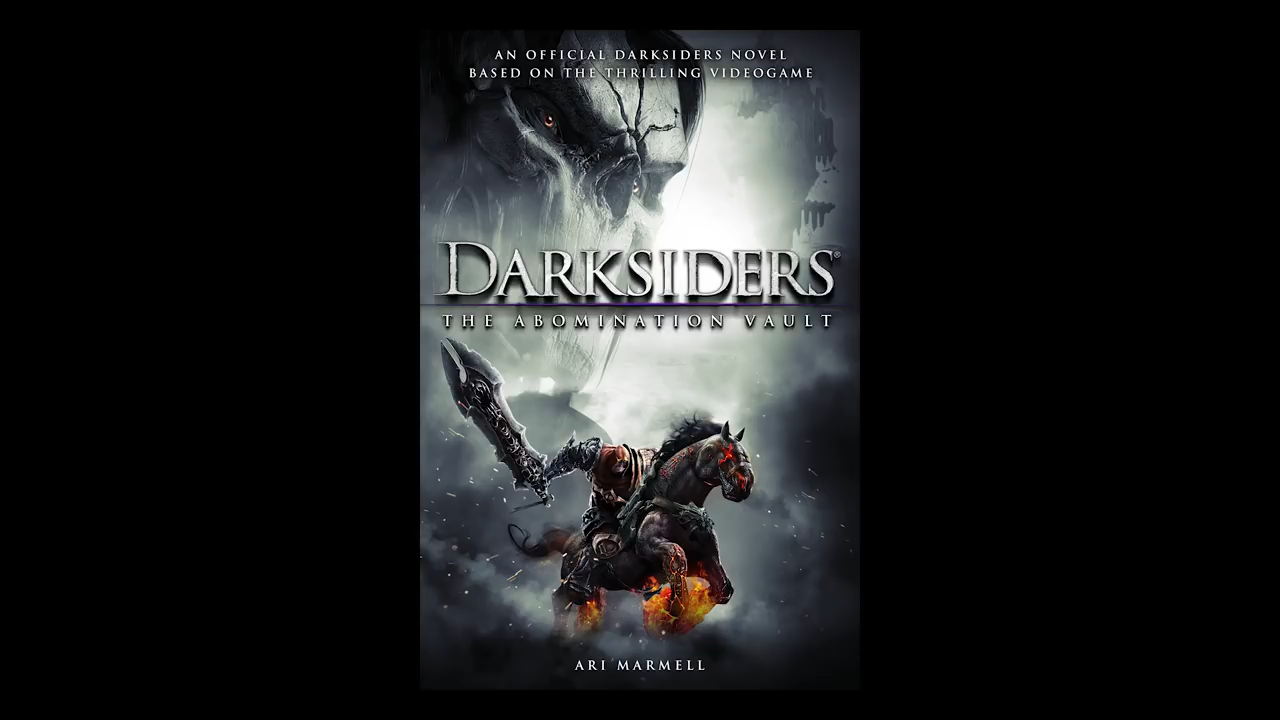 AN OFFICIAL DARKSIDERS NOVEL
BASED ON THE THRILLING VIDEOGAME
DARKSIDERS®
THE ABOMINATION VAULT
ARI MARMELL